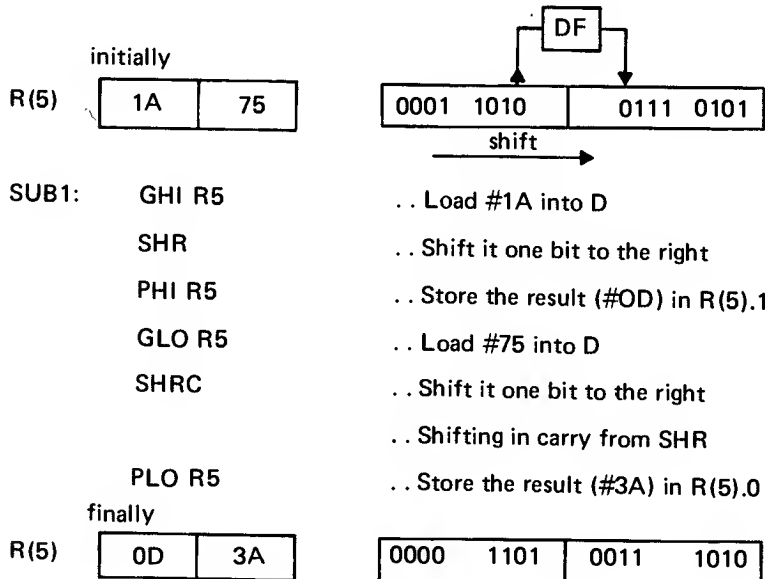 DF
initially
R(5) 1A 75 0001 1010 0111 0101
shift
SUB1: GHI R5 . . Load #1A into D
SHR . . Shift it one bit to the right
PHI R5 . . Store the result (#OD) in R(5).1
GLO R5 . . Load #75 into D
SHRC . . Shift it one bit to the right
. . Shifting in carry from SHR
PLO R5 . . Store the result (#3A) in R(5).0
finally
R(5) 0D 3A 0000 1101 0011 1010